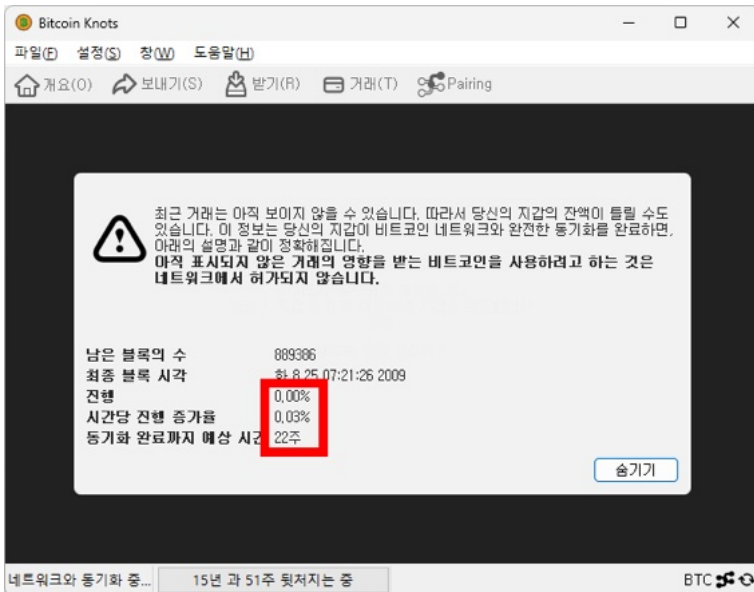 Bitcoin Knots
파일(F) 설정(S) 창(W) 도움말(H)
개요(O) 보내기(S) 받기(R) 거래(T) Pairing
최근 거래는 아직 보이지 않을 수 있습니다. 따라서 당신의 지갑의 잔액이 틀릴 수도
있습니다. 이 정보는 당신의 지갑이 비트코인 네트워크와 완전한 동기화를 완료하면,
아래의 설명과 같이 정확해집니다.
아직 표시되지 않은 거래의 영향을 받는 비트코인을 사용하려고 하는 것은
네트워크에서 허가되지 않습니다.
남은 블록의 수 889386
최종 블록 시각 화 8 25 07:21:26 2009
진행 0.00%
시간당 진행 증가율 0.03%
동기화 완료까지 예상 시간 22주
숨기기
네트워크와 동기화 중... 15년 과 51주 뒷처지는 중 BTC